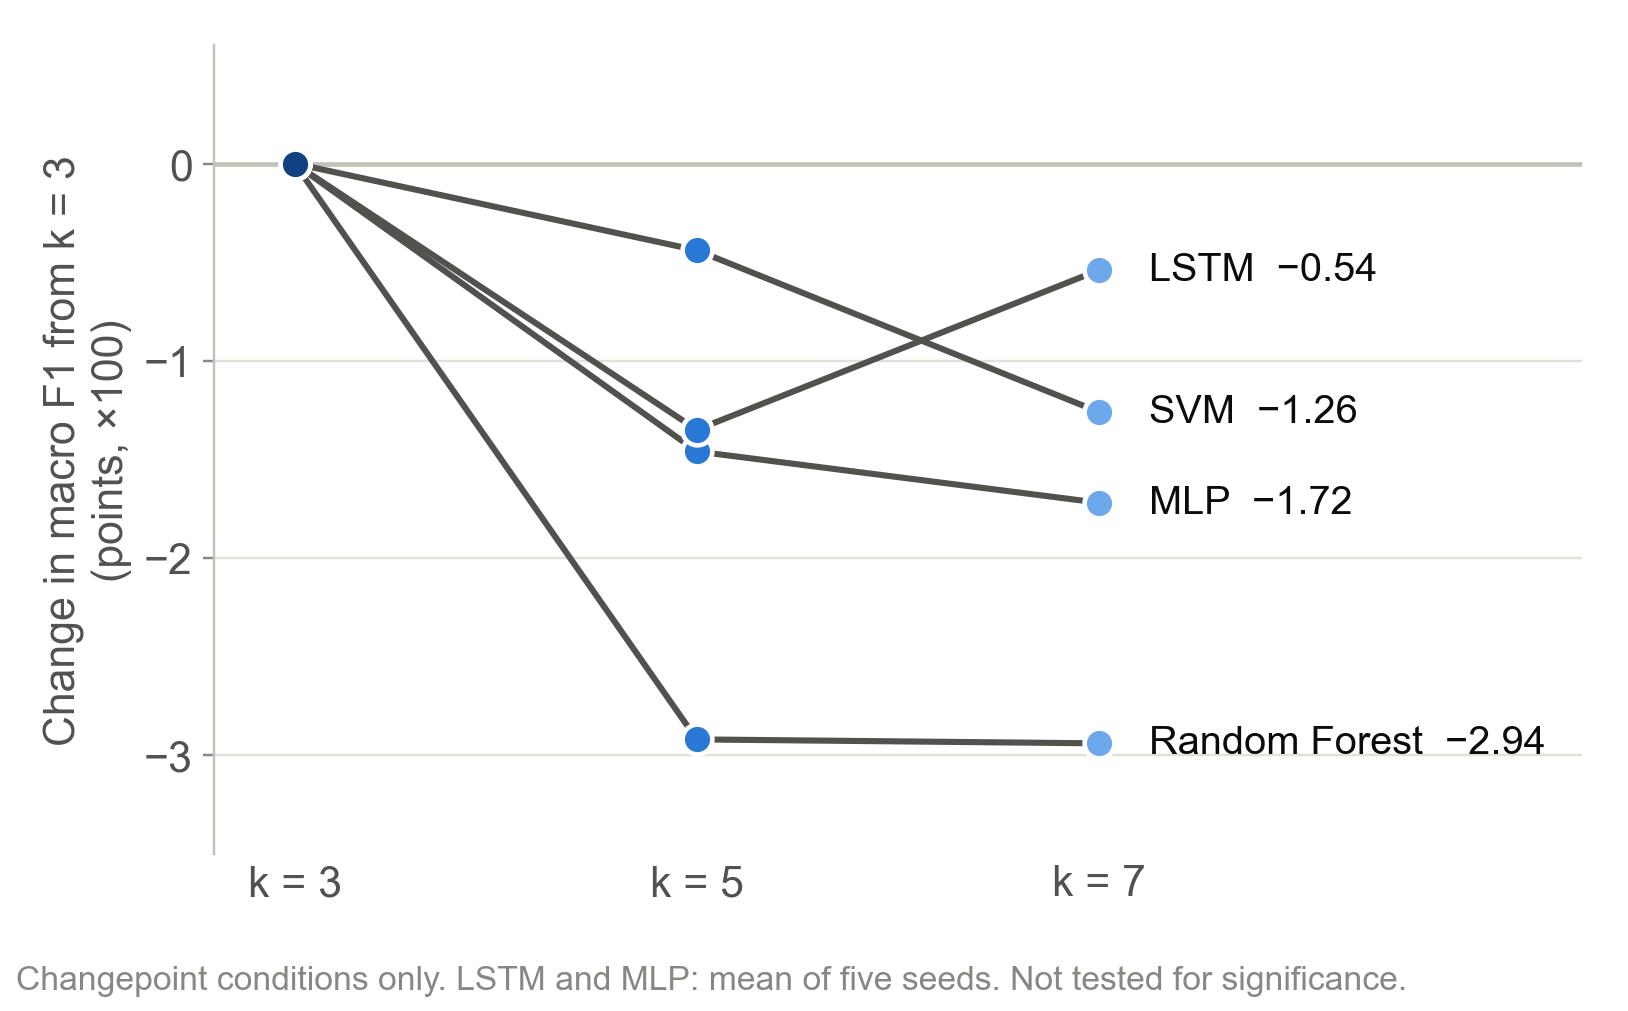 Change in macro F1 from k = 3
(points, ×100)
0
−1
−2
−3
LSTM −0.54
SVM −1.26
MLP −1.72
Random Forest −2.94
k = 3
k = 5
k = 7
Changepoint conditions only. LSTM and MLP: mean of five seeds. Not tested for significance.